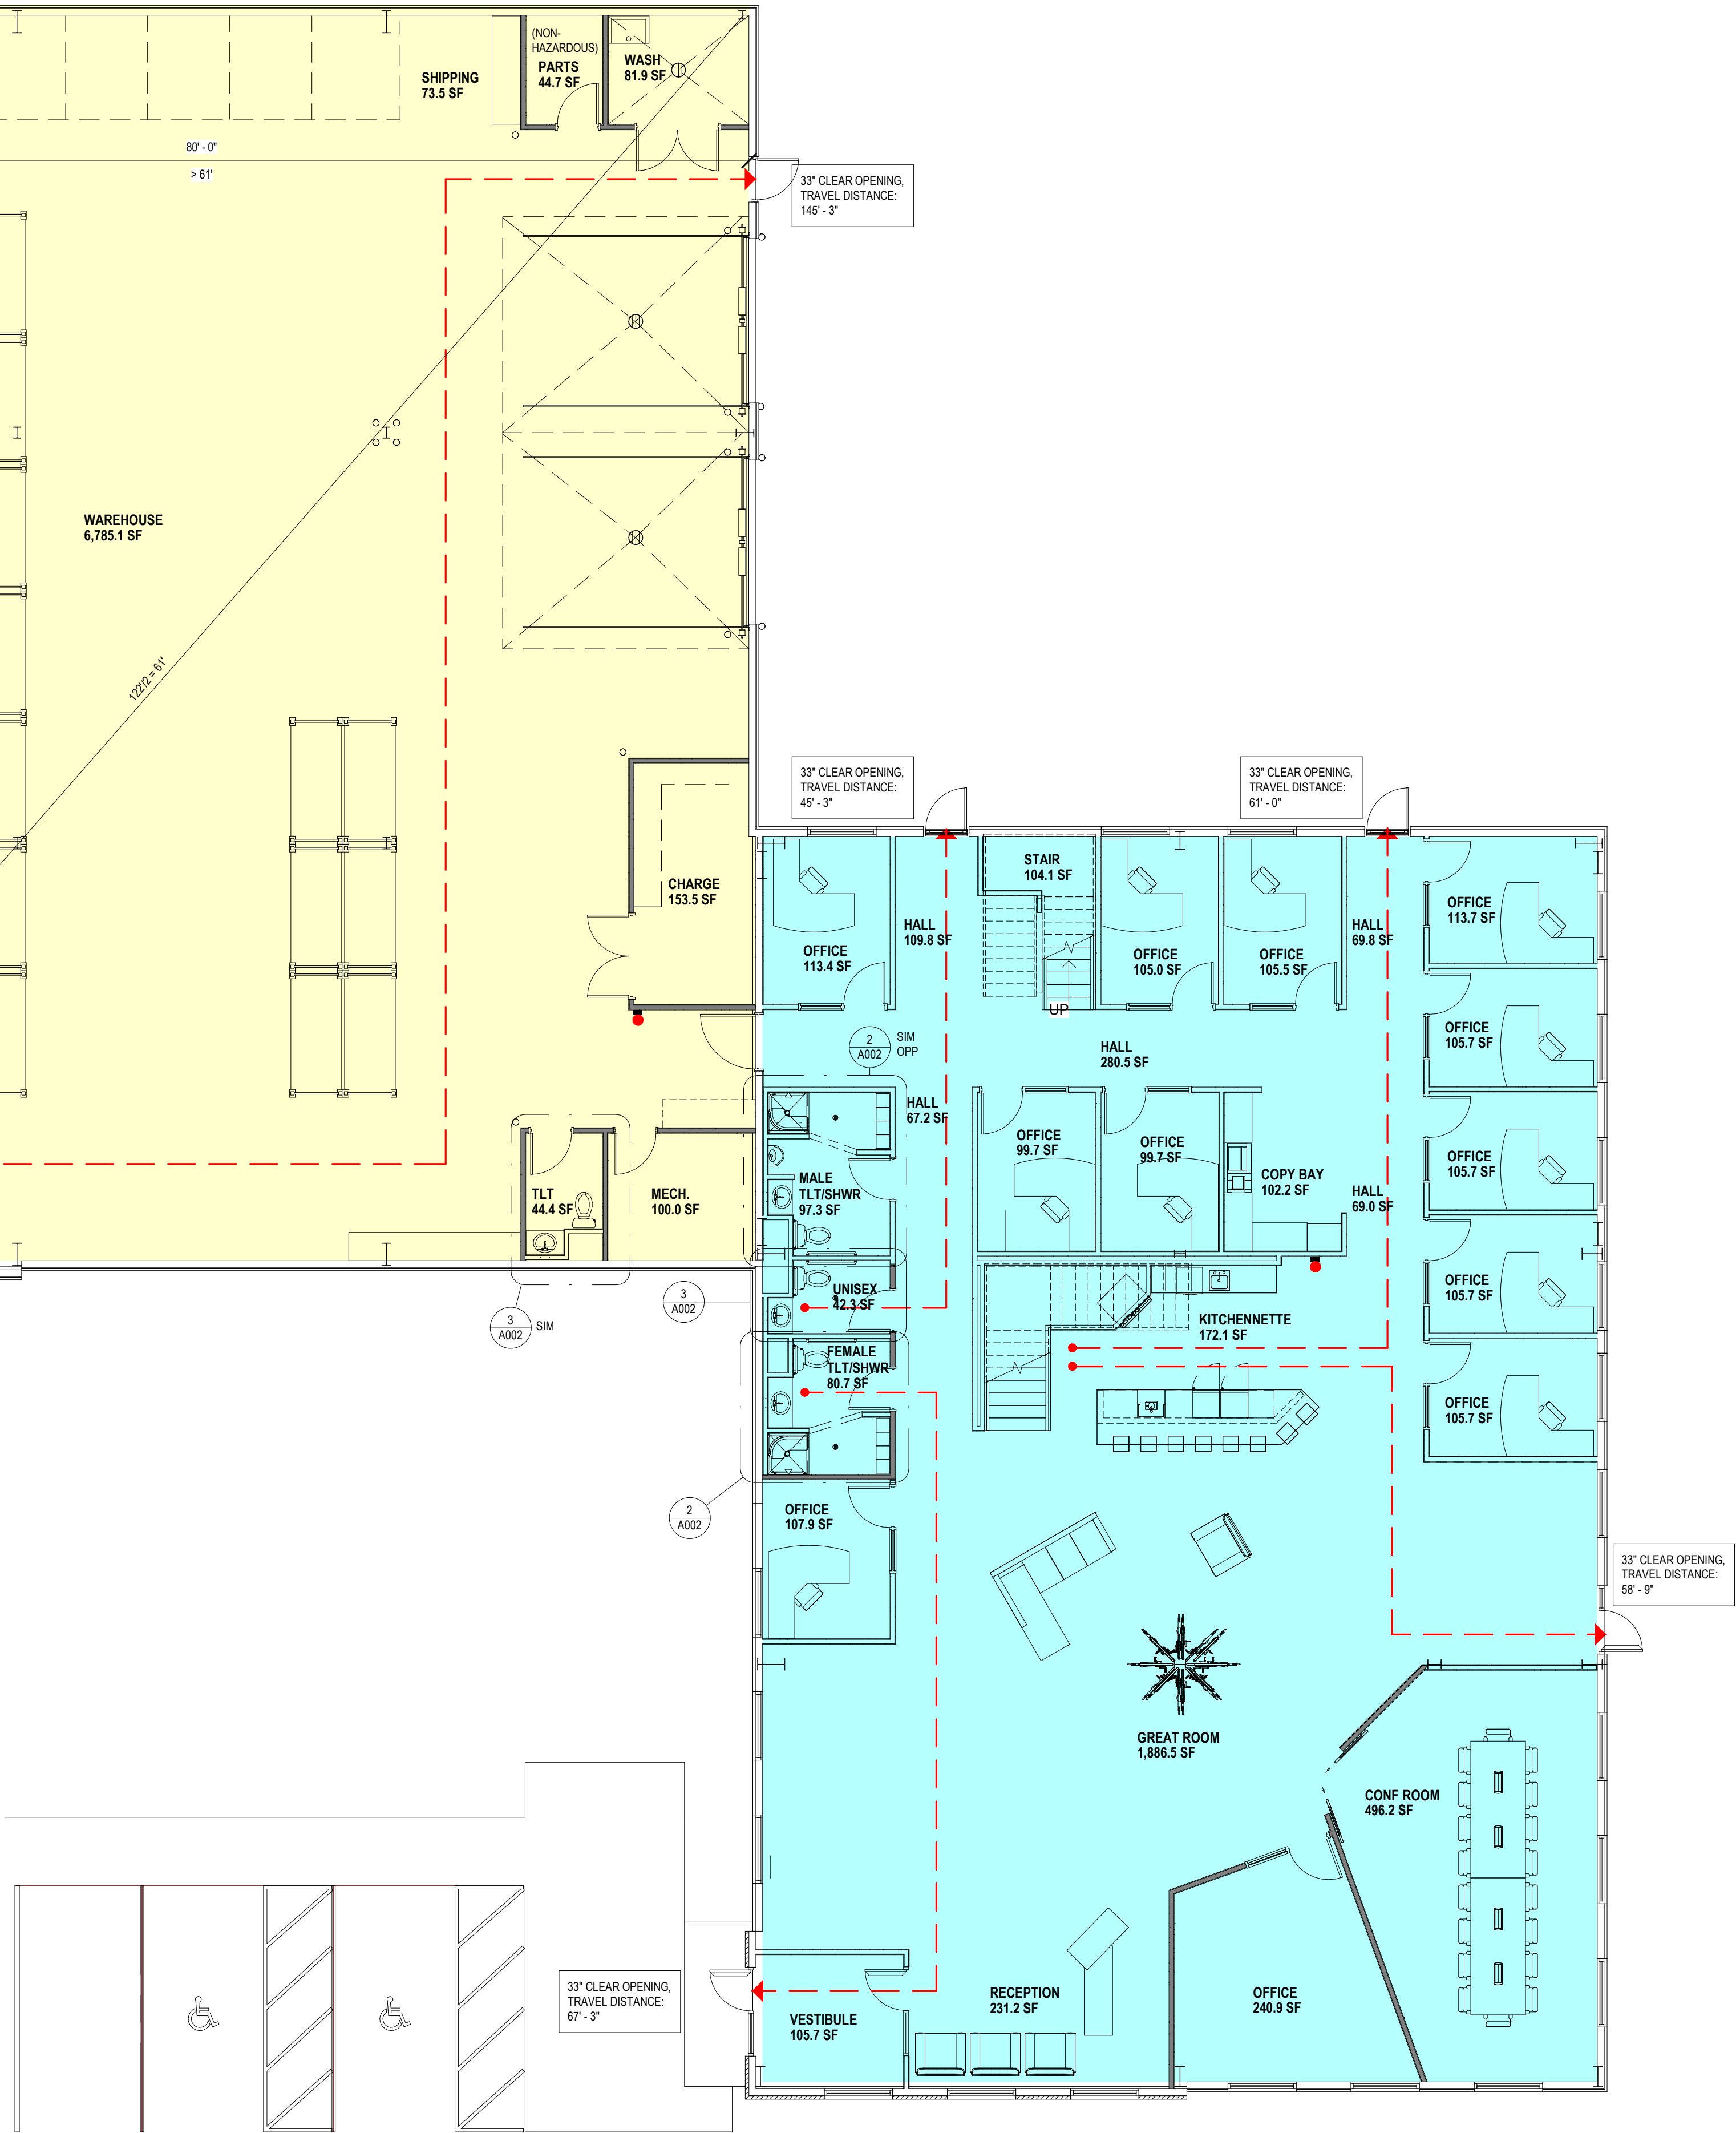 (NON-
HAZARDOUS)
PARTS
44.7 SF
WASH
81.9 SF
SHIPPING
73.5 SF
80' - 0"
> 61'
33" CLEAR OPENING,
TRAVEL DISTANCE:
145' - 3"
WAREHOUSE
6,785.1 SF
122'/2 = 61'
33" CLEAR OPENING,
TRAVEL DISTANCE:
45' - 3"
33" CLEAR OPENING,
TRAVEL DISTANCE:
61' - 0"
CHARGE
153.5 SF
OFFICE
113.4 SF
HALL
109.8 SF
STAIR
104.1 SF
UP
OFFICE
105.0 SF
OFFICE
105.5 SF
HALL
69.8 SF
OFFICE
113.7 SF
OFFICE
105.7 SF
2
A002
SIM
OPP
HALL
280.5 SF
HALL
67.2 SF
OFFICE
99.7 SF
OFFICE
99.7 SF
COPY BAY
102.2 SF
HALL
69.0 SF
OFFICE
105.7 SF
TLT
44.4 SF
MECH.
100.0 SF
MALE
TLT/SHWR
97.3 SF
3
A002
SIM
3
A002
UNISEX
42.3 SF
KITCHENNETTE
172.1 SF
OFFICE
105.7 SF
FEMALE
TLT/SHWR
80.7 SF
OFFICE
105.7 SF
2
A002
OFFICE
107.9 SF
33" CLEAR OPENING,
TRAVEL DISTANCE:
58' - 9"
GREAT ROOM
1,886.5 SF
CONF ROOM
496.2 SF
33" CLEAR OPENING,
TRAVEL DISTANCE:
67' - 3"
VESTIBULE
105.7 SF
RECEPTION
231.2 SF
OFFICE
240.9 SF